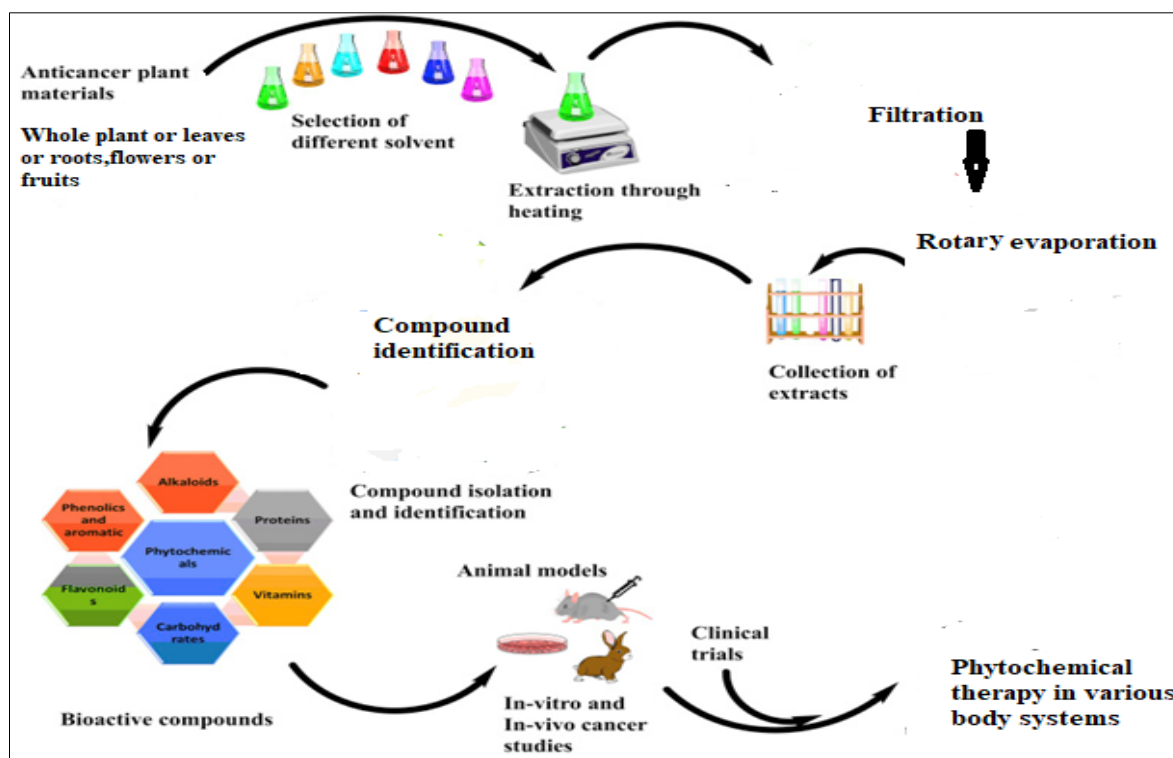 Anticancer plant
materials
Whole plant or leaves
or roots,flowers or
fruits
Selection of
different solvent
Extraction through
heating
Filtration
Rotary evaporation
Collection of
extracts
Compound
identification
Alkaloids
Phenolics
and
aromatic
Proteins
Phytochemic
als
Flavonoid
s
Vitamins
Carbohyd
rates
Bioactive compounds
Compound isolation
and identification
Animal models
In-vitro and
In-vivo cancer
studies
Clinical
trials
Phytochemical
therapy in various
body systems